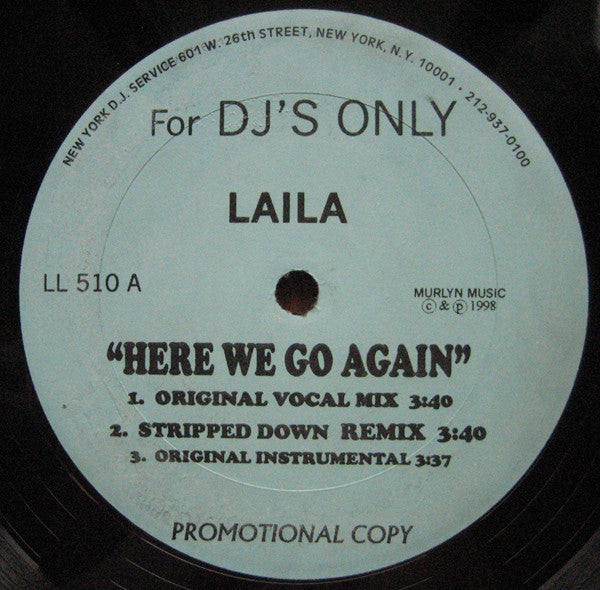 NEW YORK D.J. SERVICE 601 W. 26th STREET, NEW YORK, N.Y. 10001 · 212-937-0100
For DJ'S ONLY
LAILA
LL 510 A
MURLYN MUSIC
© & ℗ 1998
“HERE WE GO AGAIN”
1. ORIGINAL VOCAL MIX 3:40
2. STRIPPED DOWN REMIX 3:40
3. ORIGINAL INSTRUMENTAL 3:37
PROMOTIONAL COPY